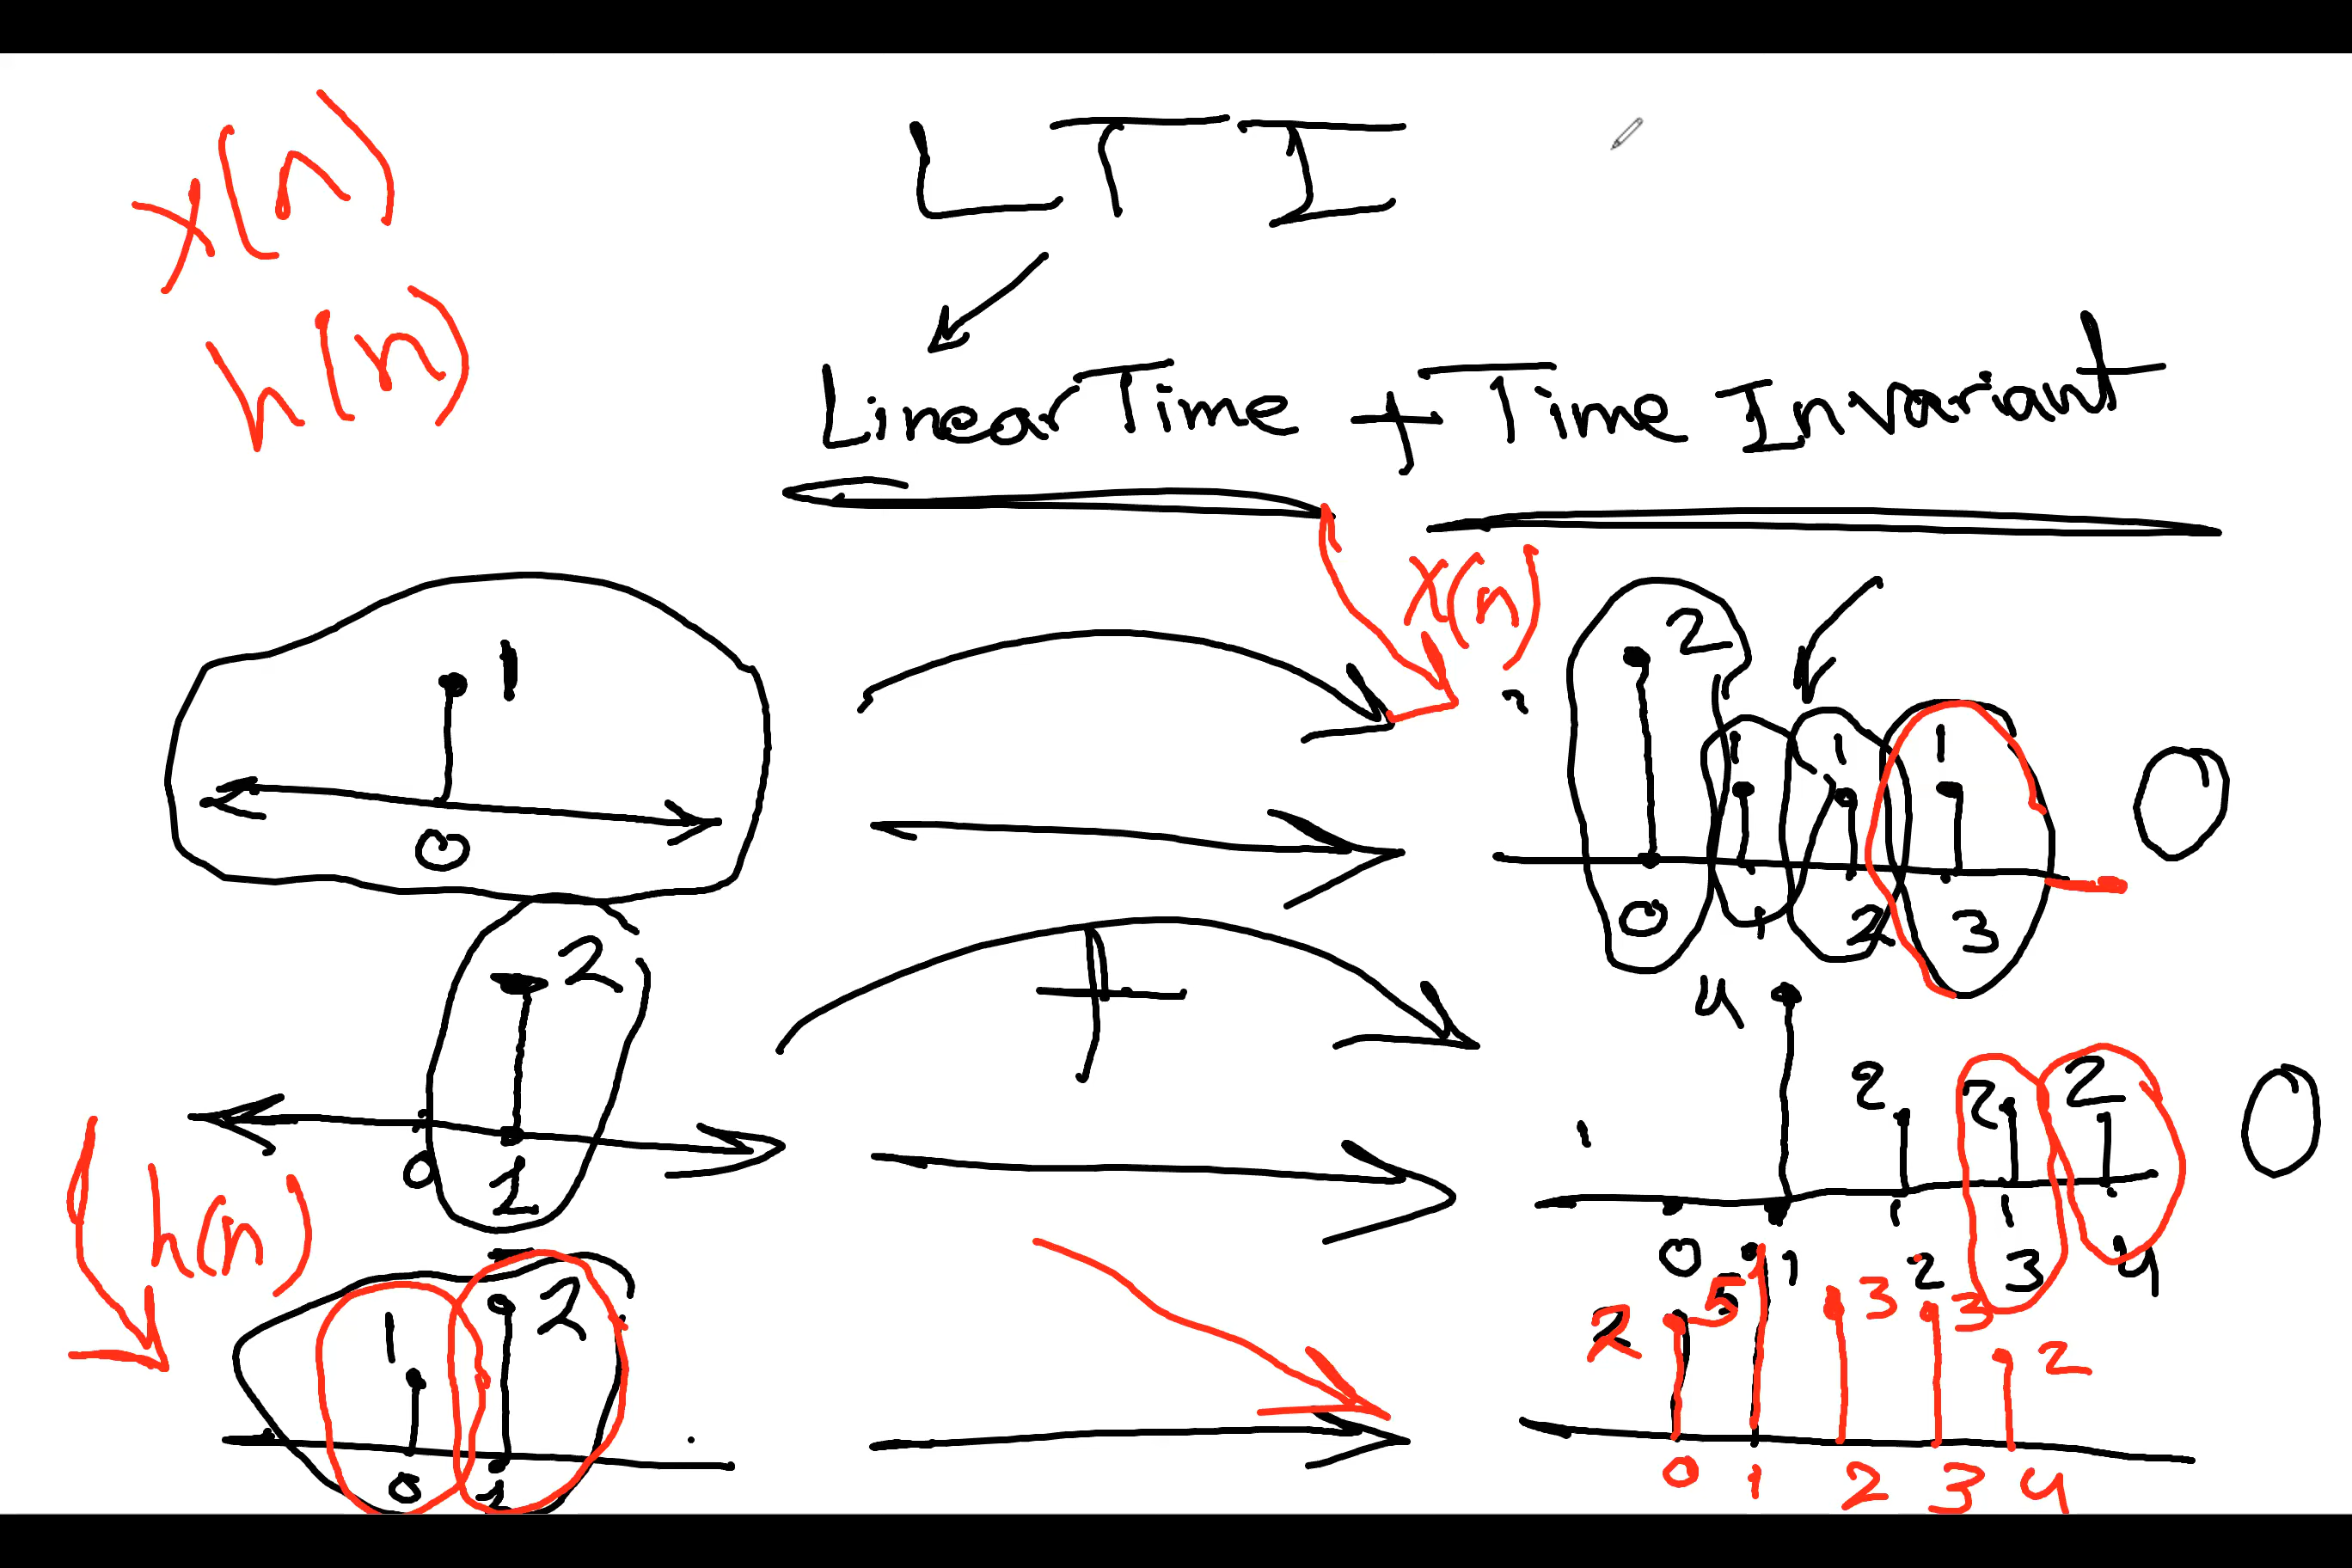 x(n)
LTI
h(n)
Linear Time + Time Invariant
x(n)
1
2
1 1 1
0
0
0 1 2 3
2
4
2 2 2
0
0 1
+
h(n)
0 1 2 3 4
1 2
2 5 3 3 2
0 1
0 1 2 3 4